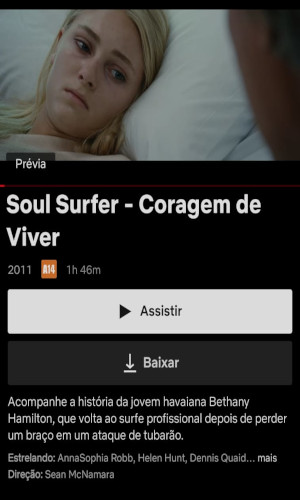 Prévia
Soul Surfer - Coragem de
Viver
2011 A14 1h 46m
Assistir
Baixar
Acompanhe a história da jovem havaiana Bethany
Hamilton, que volta ao surfe profissional depois de perder
um braço em um ataque de tubarão.
Estrelando: AnnaSophia Robb, Helen Hunt, Dennis Quaid... mais
Direção: Sean McNamara